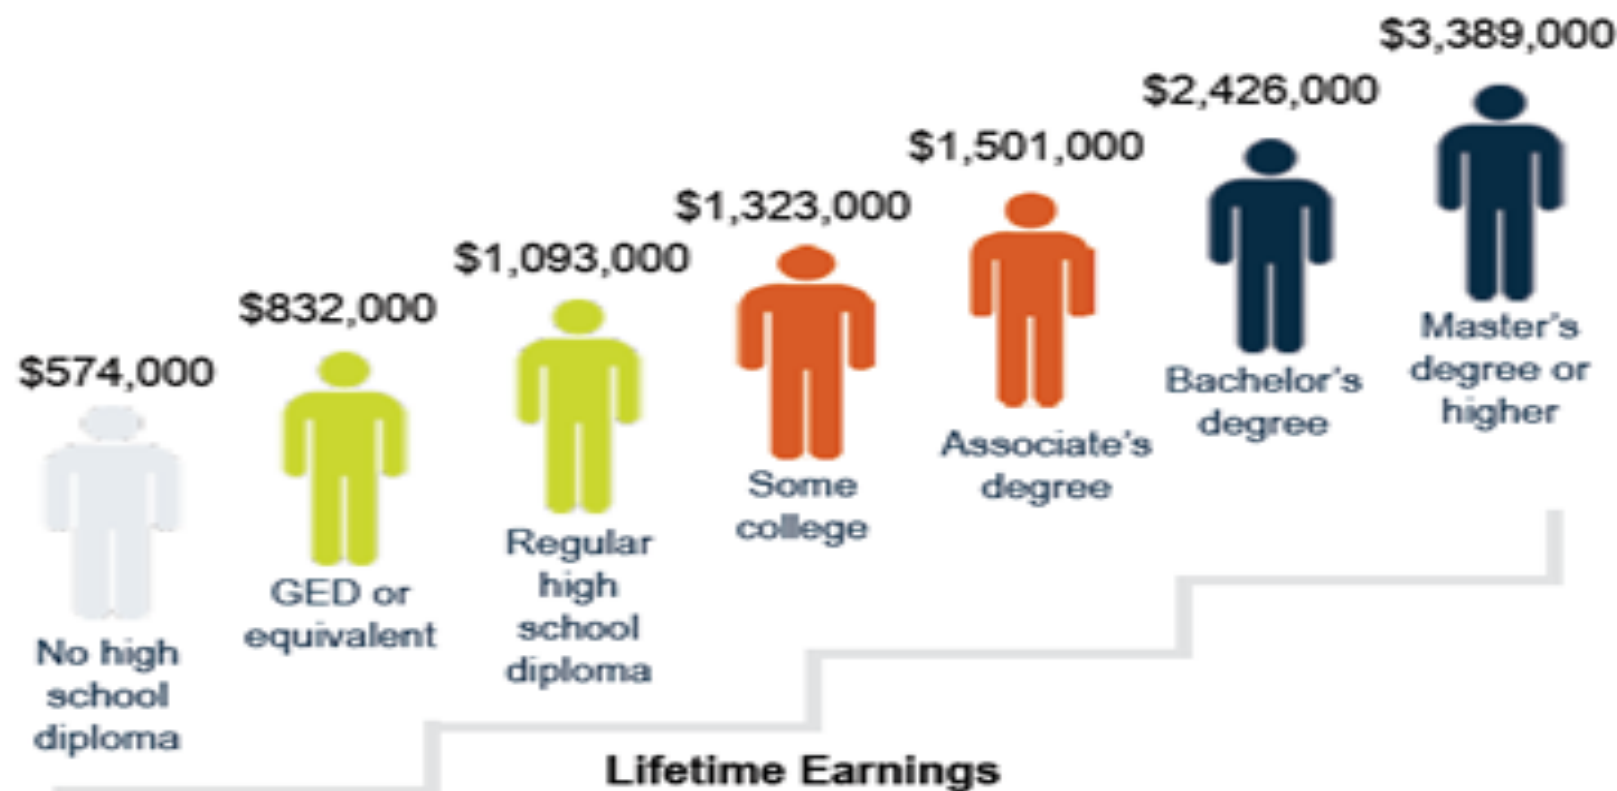 $574,000
No high
school
diploma
$832,000
GED or
equivalent
$1,093,000
Regular
high
school
diploma
$1,323,000
Some
college
$1,501,000
Associate's
degree
$2,426,000
Bachelor's
degree
$3,389,000
Master's
degree or
higher
Lifetime Earnings